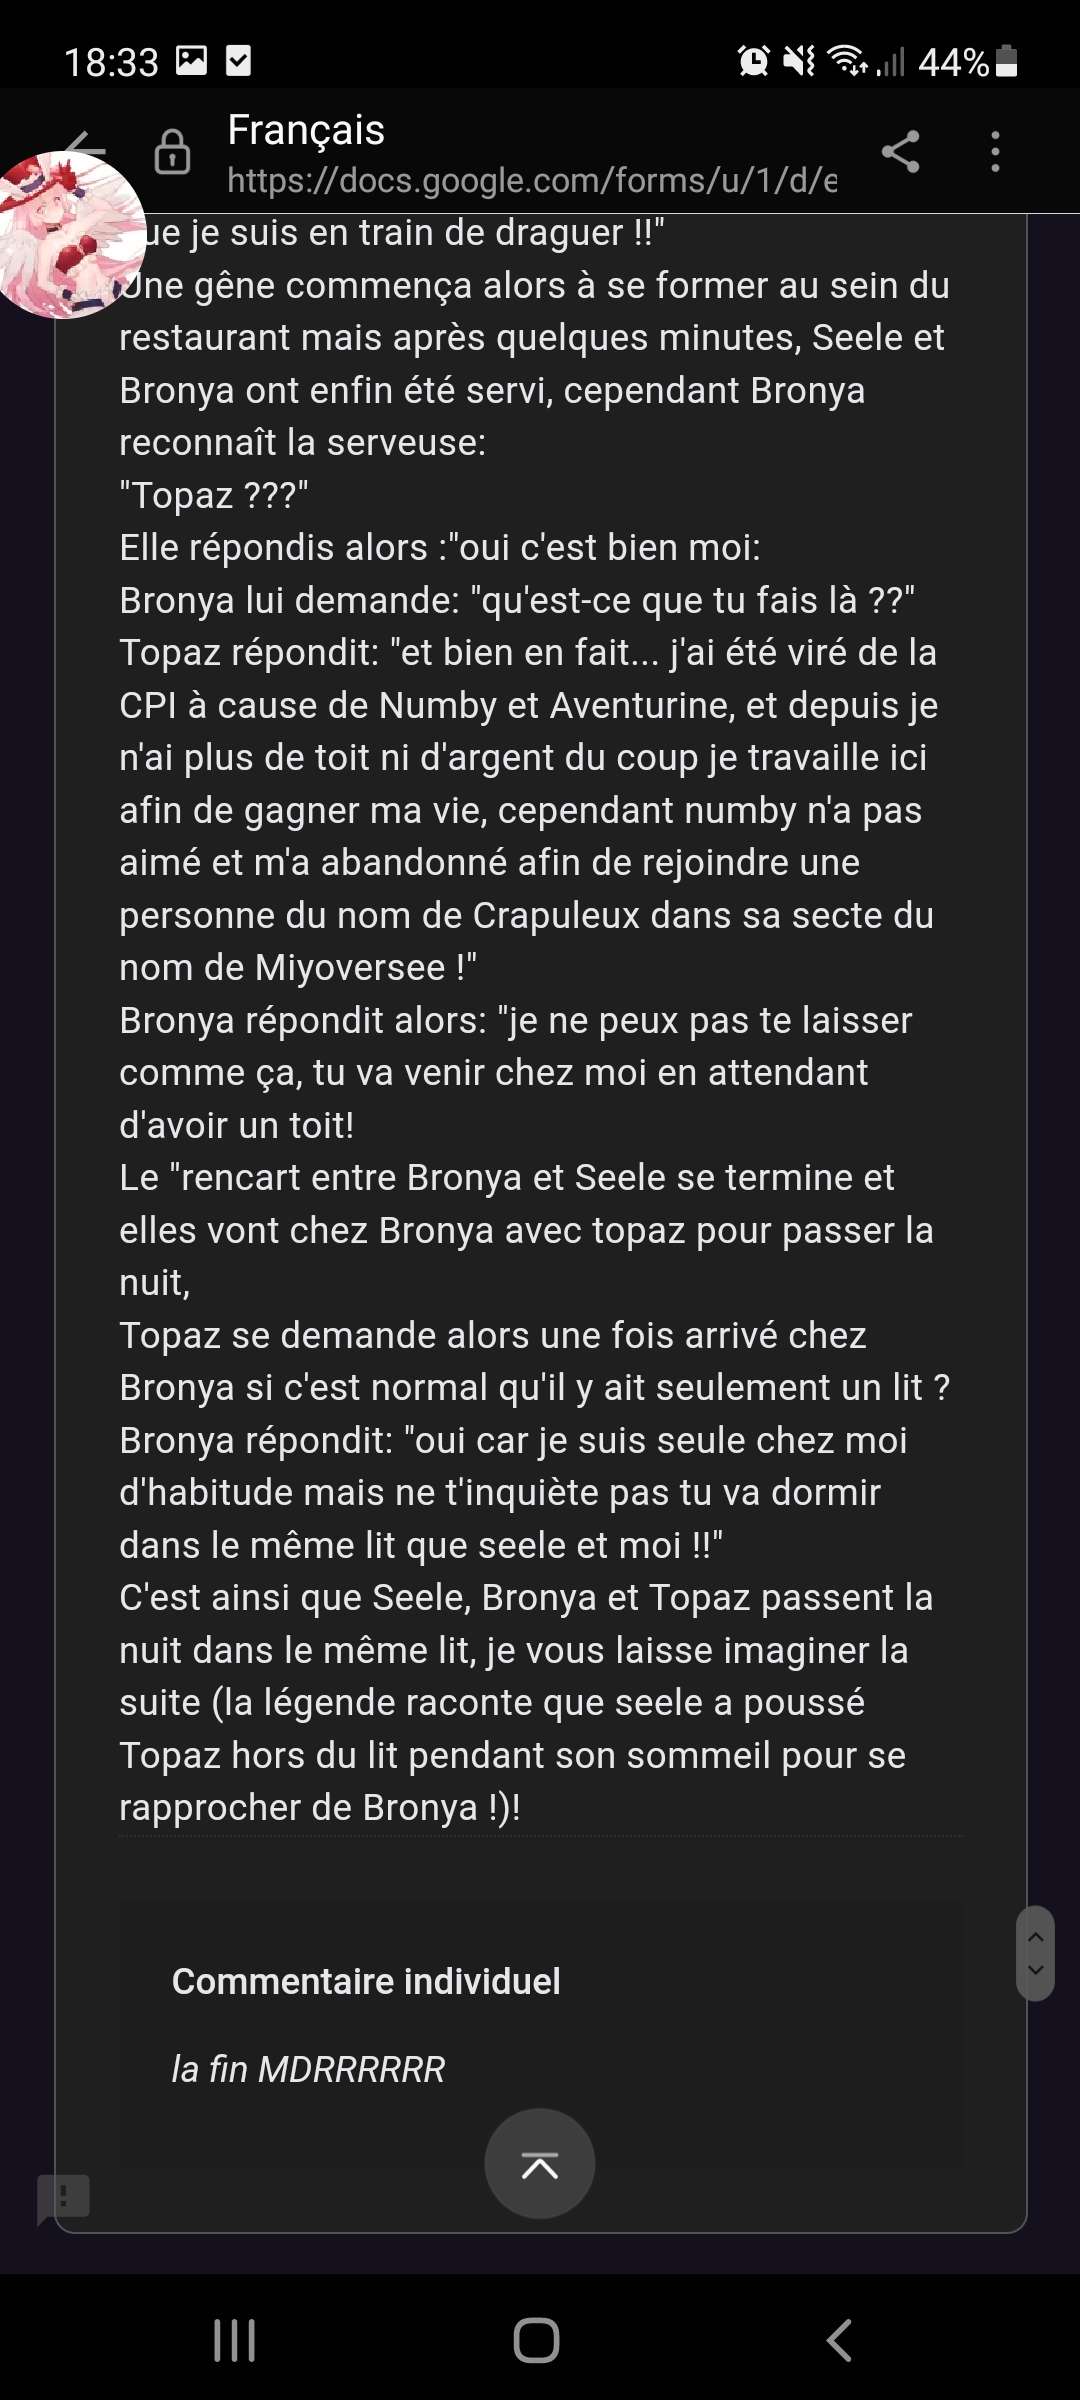 18:33
44%
Français
https://docs.google.com/forms/u/1/d/e
ue je suis en train de draguer !!"
Une gêne commença alors à se former au sein du
restaurant mais après quelques minutes, Seele et
Bronya ont enfin été servi, cependant Bronya
reconnaît la serveuse:
"Topaz ???"
Elle répondis alors :"oui c'est bien moi:
Bronya lui demande: "qu'est-ce que tu fais là ??"
Topaz répondit: "et bien en fait... j'ai été viré de la
CPI à cause de Numby et Aventurine, et depuis je
n'ai plus de toit ni d'argent du coup je travaille ici
afin de gagner ma vie, cependant numby n'a pas
aimé et m'a abandonné afin de rejoindre une
personne du nom de Crapuleux dans sa secte du
nom de Miyoversee !"
Bronya répondit alors: "je ne peux pas te laisser
comme ça, tu va venir chez moi en attendant
d'avoir un toit!
Le "rencart entre Bronya et Seele se termine et
elles vont chez Bronya avec topaz pour passer la
nuit,
Topaz se demande alors une fois arrivé chez
Bronya si c'est normal qu'il y ait seulement un lit ?
Bronya répondit: "oui car je suis seule chez moi
d'habitude mais ne t'inquiète pas tu va dormir
dans le même lit que seele et moi !!"
C'est ainsi que Seele, Bronya et Topaz passent la
nuit dans le même lit, je vous laisse imaginer la
suite (la légende raconte que seele a poussé
Topaz hors du lit pendant son sommeil pour se
rapprocher de Bronya !)!
Commentaire individuel
la fin MDRRRRRR